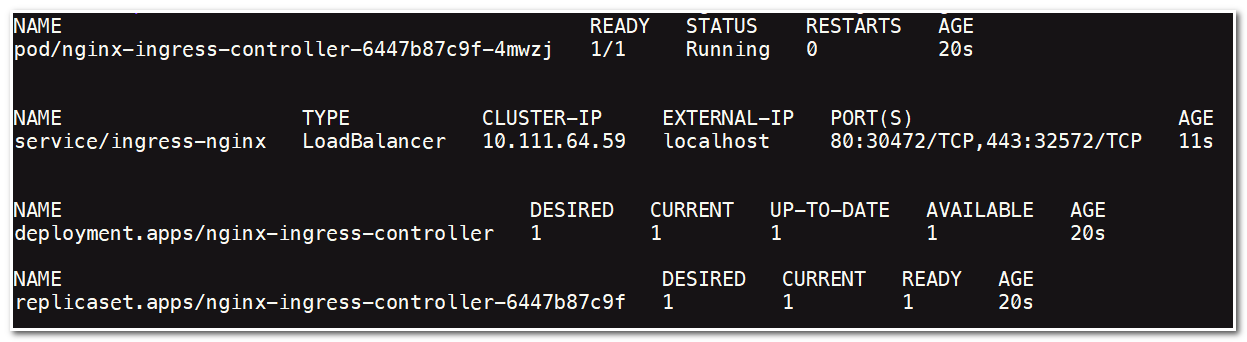 NAME READY STATUS RESTARTS AGE
pod/nginx-ingress-controller-6447b87c9f-4mwzj 1/1 Running 0 20s
NAME TYPE CLUSTER-IP EXTERNAL-IP PORT(S) AGE
service/ingress-nginx LoadBalancer 10.111.64.59 localhost 80:30472/TCP,443:32572/TCP 11s
NAME DESIRED CURRENT UP-TO-DATE AVAILABLE AGE
deployment.apps/nginx-ingress-controller 1 1 1 1 20s
NAME DESIRED CURRENT READY AGE
replicaset.apps/nginx-ingress-controller-6447b87c9f 1 1 1 20s